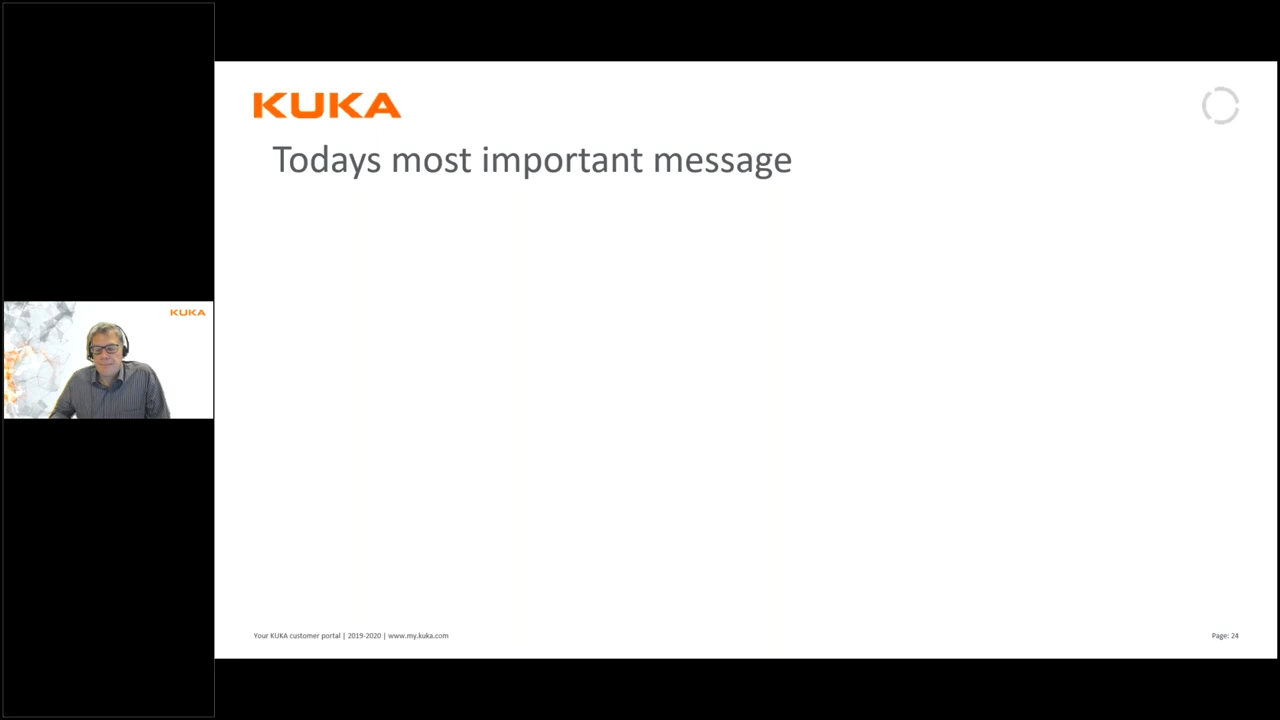 KUKA
Todays most important message
KUKA
Your KUKA customer portal | 2019-2020 | www.my.kuka.com
Page: 24